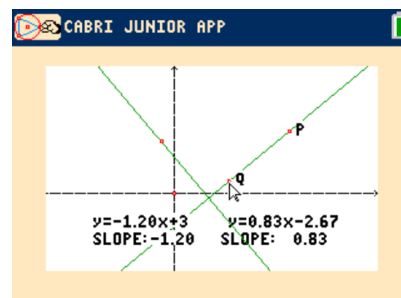 CABRI JUNIOR APP
P
Q
y=-1.20x+3 y=0.83x-2.67
SLOPE:-1.20 SLOPE: 0.83